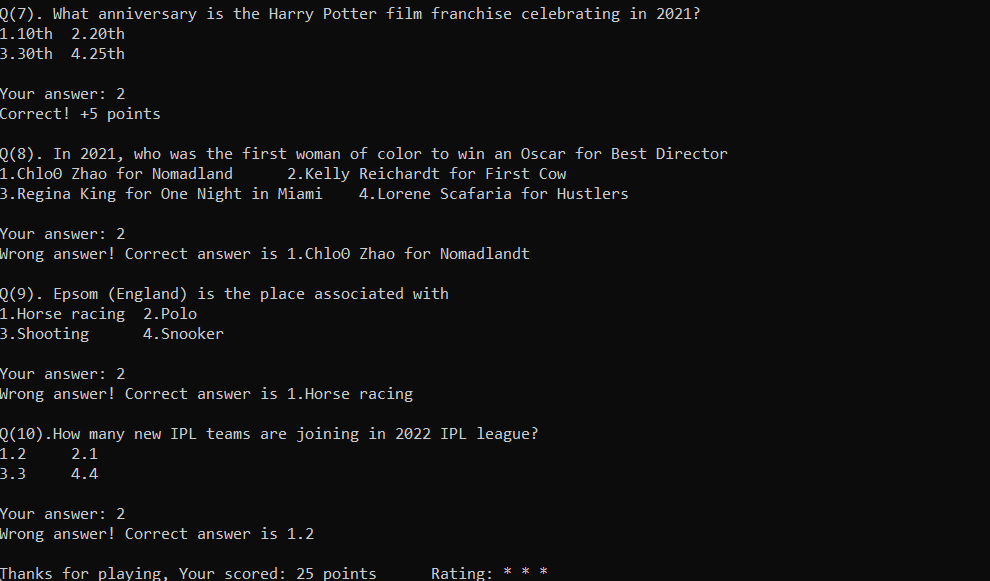 Q(7). What anniversary is the Harry Potter film franchise celebrating in 2021?
1.10th  2.20th
3.30th  4.25th
Your answer: 2
Correct! +5 points
Q(8). In 2021, who was the first woman of color to win an Oscar for Best Director
1.ChloΘ Zhao for Nomadland      2.Kelly Reichardt for First Cow
3.Regina King for One Night in Miami    4.Lorene Scafaria for Hustlers
Your answer: 2
Wrong answer! Correct answer is 1.ChloΘ Zhao for Nomadlandt
Q(9). Epsom (England) is the place associated with
1.Horse racing  2.Polo
3.Shooting      4.Snooker
Your answer: 2
Wrong answer! Correct answer is 1.Horse racing
Q(10).How many new IPL teams are joining in 2022 IPL league?
1.2     2.1
3.3     4.4
Your answer: 2
Wrong answer! Correct answer is 1.2
Thanks for playing, Your scored: 25 points      Rating: * * *